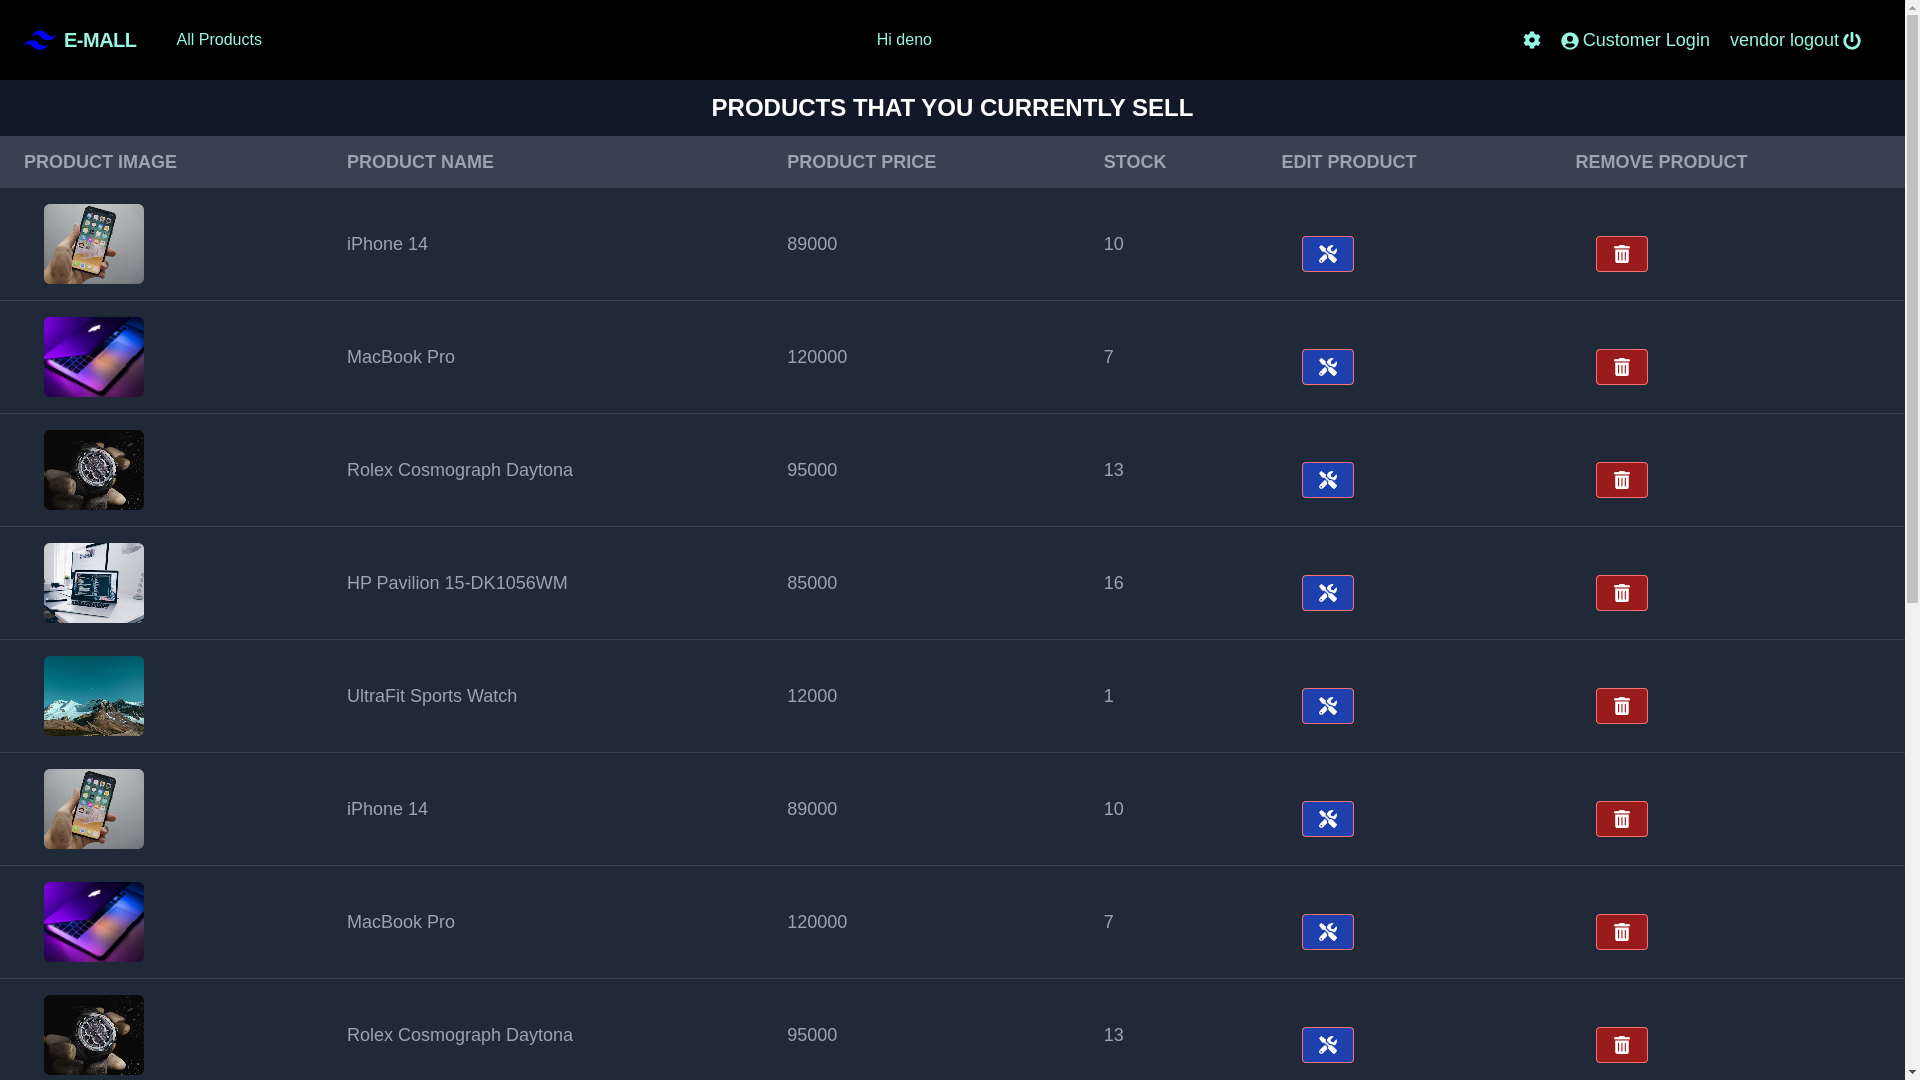 E-MALL All Products Hi deno Customer Login vendor logout
PRODUCTS THAT YOU CURRENTLY SELL
PRODUCT IMAGE PRODUCT NAME PRODUCT PRICE STOCK EDIT PRODUCT REMOVE PRODUCT
iPhone 14 89000 10
MacBook Pro 120000 7
Rolex Cosmograph Daytona 95000 13
HP Pavilion 15-DK1056WM 85000 16
UltraFit Sports Watch 12000 1
iPhone 14 89000 10
MacBook Pro 120000 7
Rolex Cosmograph Daytona 95000 13